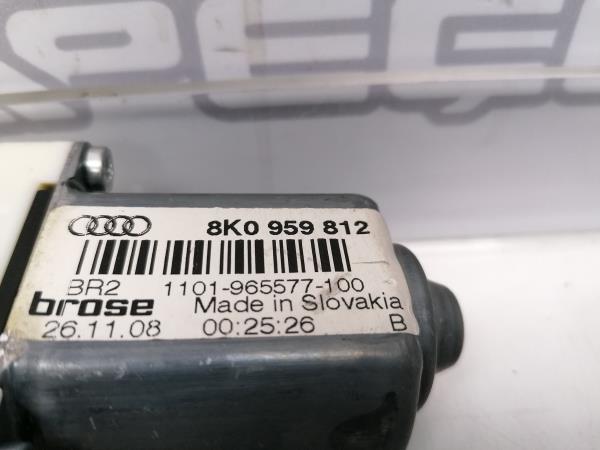 8K0 959 812
BR2 1101-965577-100
brose Made in Slovakia
26.11.08 00:25:26 B